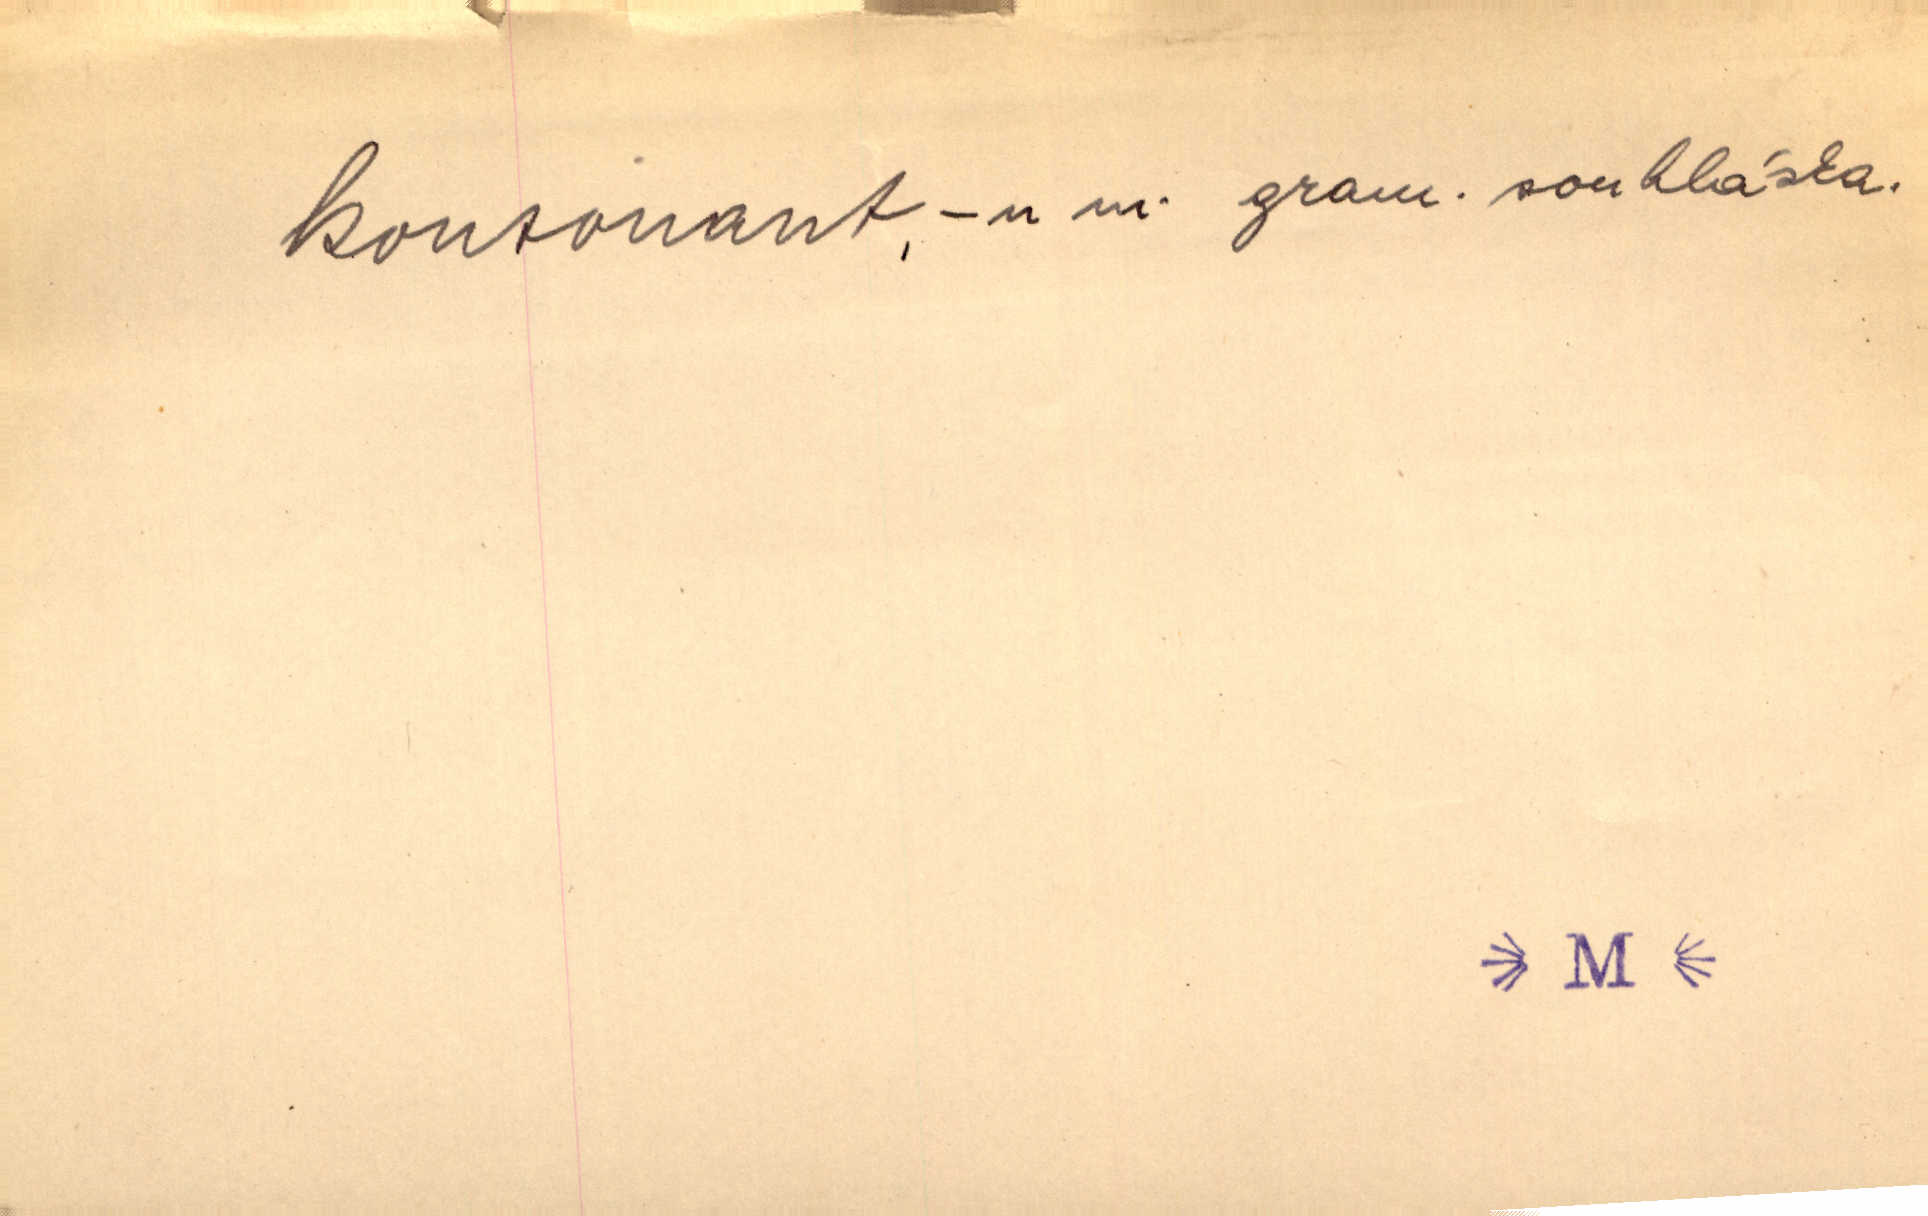 konsonant, -u m. gram. souhláska.
M